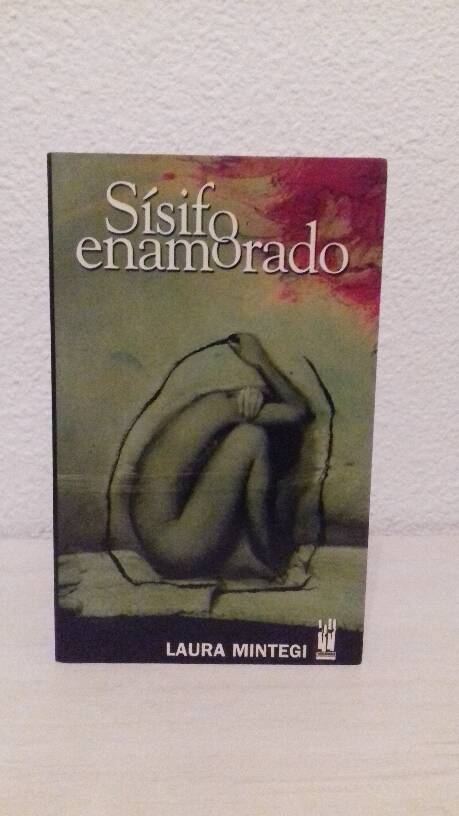 Sísifo
enamorado
LAURA MINTEGI